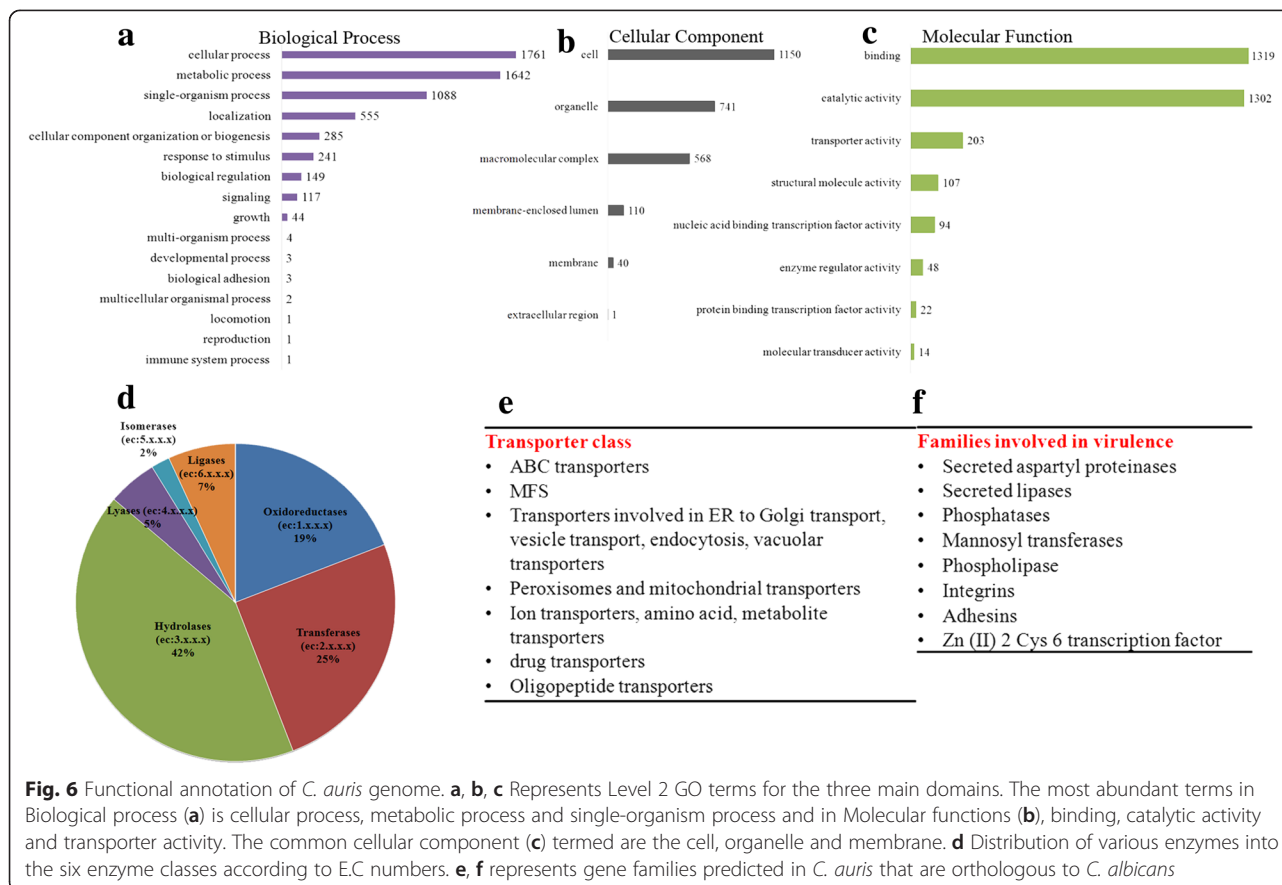 a
Biological Process
cellular process 1761
metabolic process 1642
single-organism process 1088
localization 555
cellular component organization or biogenesis 285
response to stimulus 241
biological regulation 149
signaling 117
growth 44
multi-organism process 4
developmental process 3
biological adhesion 3
multicellular organismal process 2
locomotion 1
reproduction 1
immune system process 1
b
Cellular Component
cell 1150
organelle 741
macromolecular complex 568
membrane-enclosed lumen 110
membrane 40
extracellular region 1
c
Molecular Function
binding 1319
catalytic activity 1302
transporter activity 203
structural molecule activity 107
nucleic acid binding transcription factor activity 94
enzyme regulator activity 48
protein binding transcription factor activity 22
molecular transducer activity 14
d
Isomerases
(ec:5.x.x.x)
2%
Ligases
(ec:6.x.x.x)
7%
Lyases (ec:4.x.x.x)
5%
Oxidoreductases
(ec:1.x.x.x)
19%
Hydrolases
(ec:3.x.x.x)
42%
Transferases
(ec:2.x.x.x)
25%
e
Transporter class
• ABC transporters
• MFS
• Transporters involved in ER to Golgi transport,
vesicle transport, endocytosis, vacuolar
transporters
• Peroxisomes and mitochondrial transporters
• Ion transporters, amino acid, metabolite
transporters
• drug transporters
• Oligopeptide transporters
f
Families involved in virulence
• Secreted aspartyl proteinases
• Secreted lipases
• Phosphatases
• Mannosyl transferases
• Phospholipase
• Integrins
• Adhesins
• Zn (II) 2 Cys 6 transcription factor
Fig. 6 Functional annotation of C. auris genome. a, b, c Represents Level 2 GO terms for the three main domains. The most abundant terms in
Biological process (a) is cellular process, metabolic process and single-organism process and in Molecular functions (b), binding, catalytic activity
and transporter activity. The common cellular component (c) termed are the cell, organelle and membrane. d Distribution of various enzymes into
the six enzyme classes according to E.C numbers. e, f represents gene families predicted in C. auris that are orthologous to C. albicans